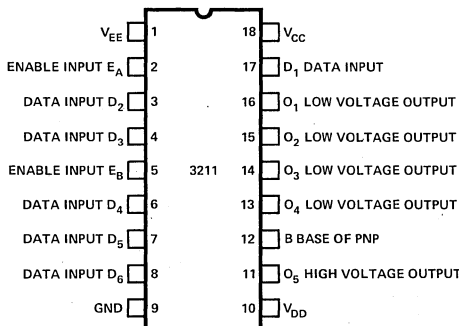 V_EE 1 18 V_CC
ENABLE INPUT E_A 2 17 D_1 DATA INPUT
DATA INPUT D_2 3 16 O_1 LOW VOLTAGE OUTPUT
DATA INPUT D_3 4 15 O_2 LOW VOLTAGE OUTPUT
ENABLE INPUT E_B 5 3211 14 O_3 LOW VOLTAGE OUTPUT
DATA INPUT D_4 6 13 O_4 LOW VOLTAGE OUTPUT
DATA INPUT D_5 7 12 B BASE OF PNP
DATA INPUT D_6 8 11 O_5 HIGH VOLTAGE OUTPUT
GND 9 10 V_DD